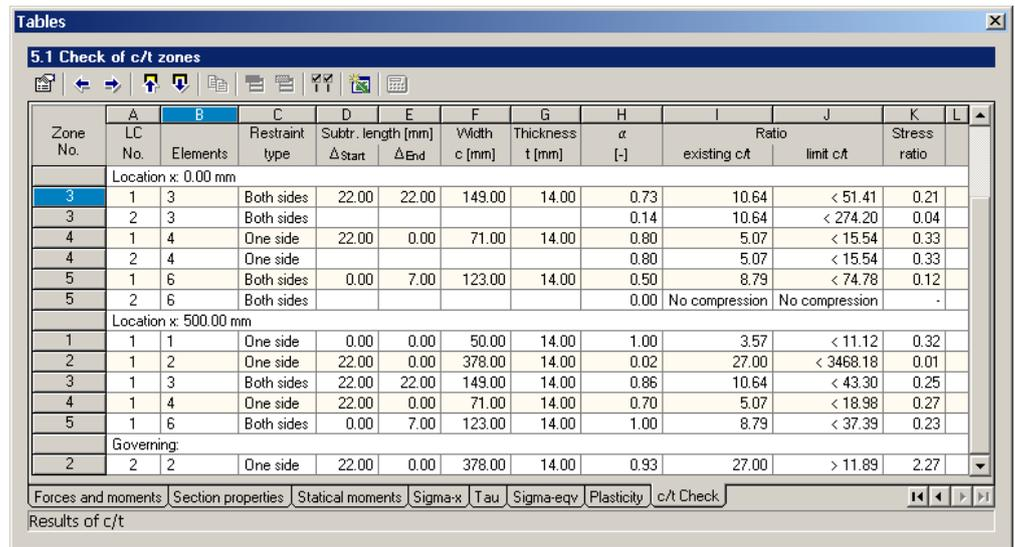 Tables
5.1 Check of c/t zones
A B C D E F G H I J K L
Zone No. LC No. Elements Restraint type Subtr. length [mm] Δ Start Δ End Width c [mm] Thickness t [mm] α [-] Ratio existing c/t limit c/t Stress ratio
Location x: 0.00 mm
3 1 3 Both sides 22.00 22.00 149.00 14.00 0.73 10.64 < 51.41 0.21
3 2 3 Both sides 0.14 10.64 < 274.20 0.04
4 1 4 One side 22.00 0.00 71.00 14.00 0.80 5.07 < 15.54 0.33
4 2 4 One side 0.80 5.07 < 15.54 0.33
5 1 6 Both sides 0.00 7.00 123.00 14.00 0.50 8.79 < 74.78 0.12
5 2 6 Both sides 0.00 No compression No compression -
Location x: 500.00 mm
1 1 1 One side 0.00 0.00 50.00 14.00 1.00 3.57 < 11.12 0.32
2 1 2 One side 22.00 0.00 378.00 14.00 0.02 27.00 < 3468.18 0.01
3 1 3 Both sides 22.00 22.00 149.00 14.00 0.86 10.64 < 43.30 0.25
4 1 4 One side 22.00 0.00 71.00 14.00 0.70 5.07 < 18.98 0.27
5 1 6 Both sides 0.00 7.00 123.00 14.00 1.00 8.79 < 37.39 0.23
Governing:
2 2 2 One side 22.00 0.00 378.00 14.00 0.93 27.00 > 11.89 2.27
Forces and moments Section properties Statical moments Sigma-x Tau Sigma-eqv Plasticity c/t Check
Results of c/t